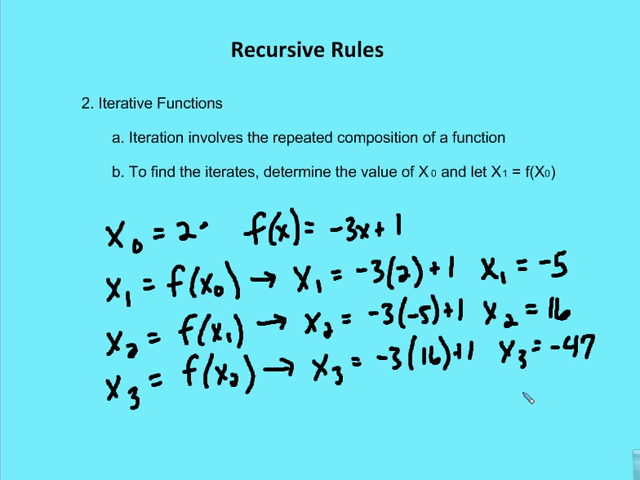 Recursive Rules
2. Iterative Functions
a. Iteration involves the repeated composition of a function
b. To find the iterates, determine the value of X₀ and let X₁ = f(X₀)
x₀ = 2 f(x) = -3x + 1
x₁ = f(x₀) → x₁ = -3(2) + 1 x₁ = -5
x₂ = f(x₁) → x₂ = -3(-5) + 1 x₂ = 16
x₃ = f(x₂) → x₃ = -3(16) + 1 x₃ = -47